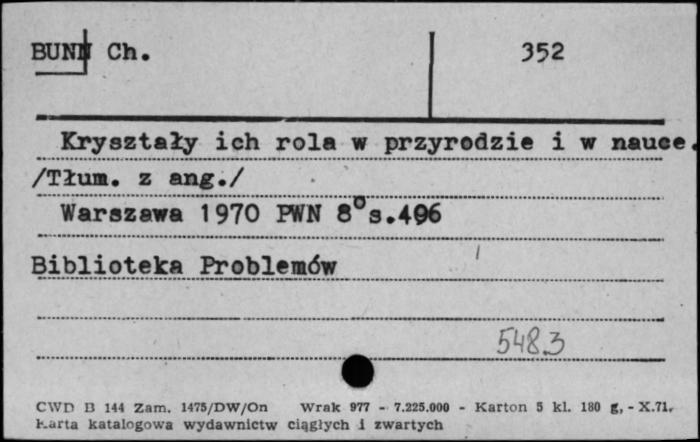 BUNN Ch. 352
Kryształy ich rola w przyrodzie i w nauce.
/Tłum. z ang./
Warszawa 1970 PWN 8° s.406
Biblioteka Problemów
548.3
CWD B 144 Zam. 1475/DW/On Wrak 977 - 7.225.000 - Karton 5 kl. 180 g, - X.71.
Karta katalogowa wydawnictw ciągłych i zwartych